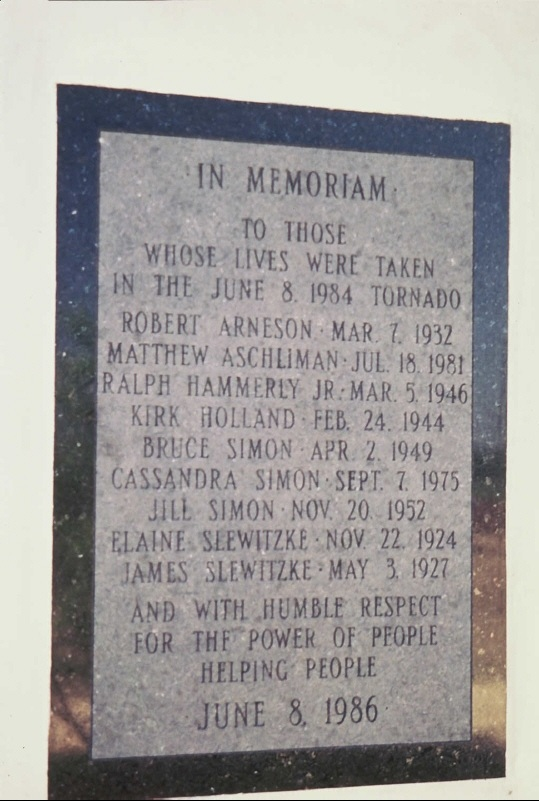 IN MEMORIAM
TO THOSE
WHOSE LIVES WERE TAKEN
IN THE JUNE 8, 1984 TORNADO
ROBERT ARNESON · MAR. 7, 1932
MATTHEW ASCHLIMAN · JUL. 18, 1981
RALPH HAMMERLY JR. · MAR. 5, 1946
KIRK HOLLAND · FEB. 24, 1944
BRUCE SIMON · APR. 2, 1949
CASSANDRA SIMON · SEPT. 7, 1975
JILL SIMON · NOV. 20, 1952
ELAINE SLEWITZKE · NOV. 22, 1924
JAMES SLEWITZKE · MAY 3, 1927
AND WITH HUMBLE RESPECT
FOR THE POWER OF PEOPLE
HELPING PEOPLE
JUNE 8, 1986